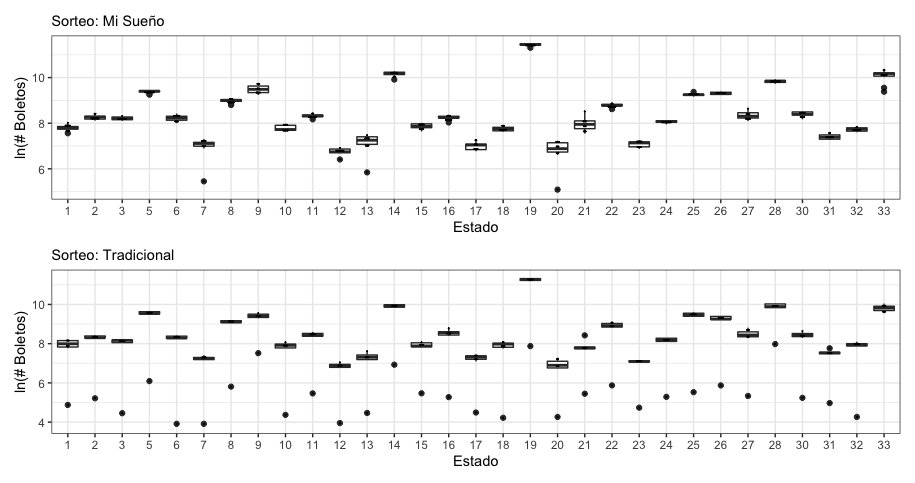 Sorteo: Mi Sueño
10
8
6
ln(# Boletos)
1 2 3 5 6 7 8 9 10 11 12 13 14 15 16 17 18 19 20 21 22 23 24 25 26 27 28 30 31 32 33
Estado
Sorteo: Tradicional
10
8
6
4
ln(# Boletos)
1 2 3 5 6 7 8 9 10 11 12 13 14 15 16 17 18 19 20 21 22 23 24 25 26 27 28 30 31 32 33
Estado